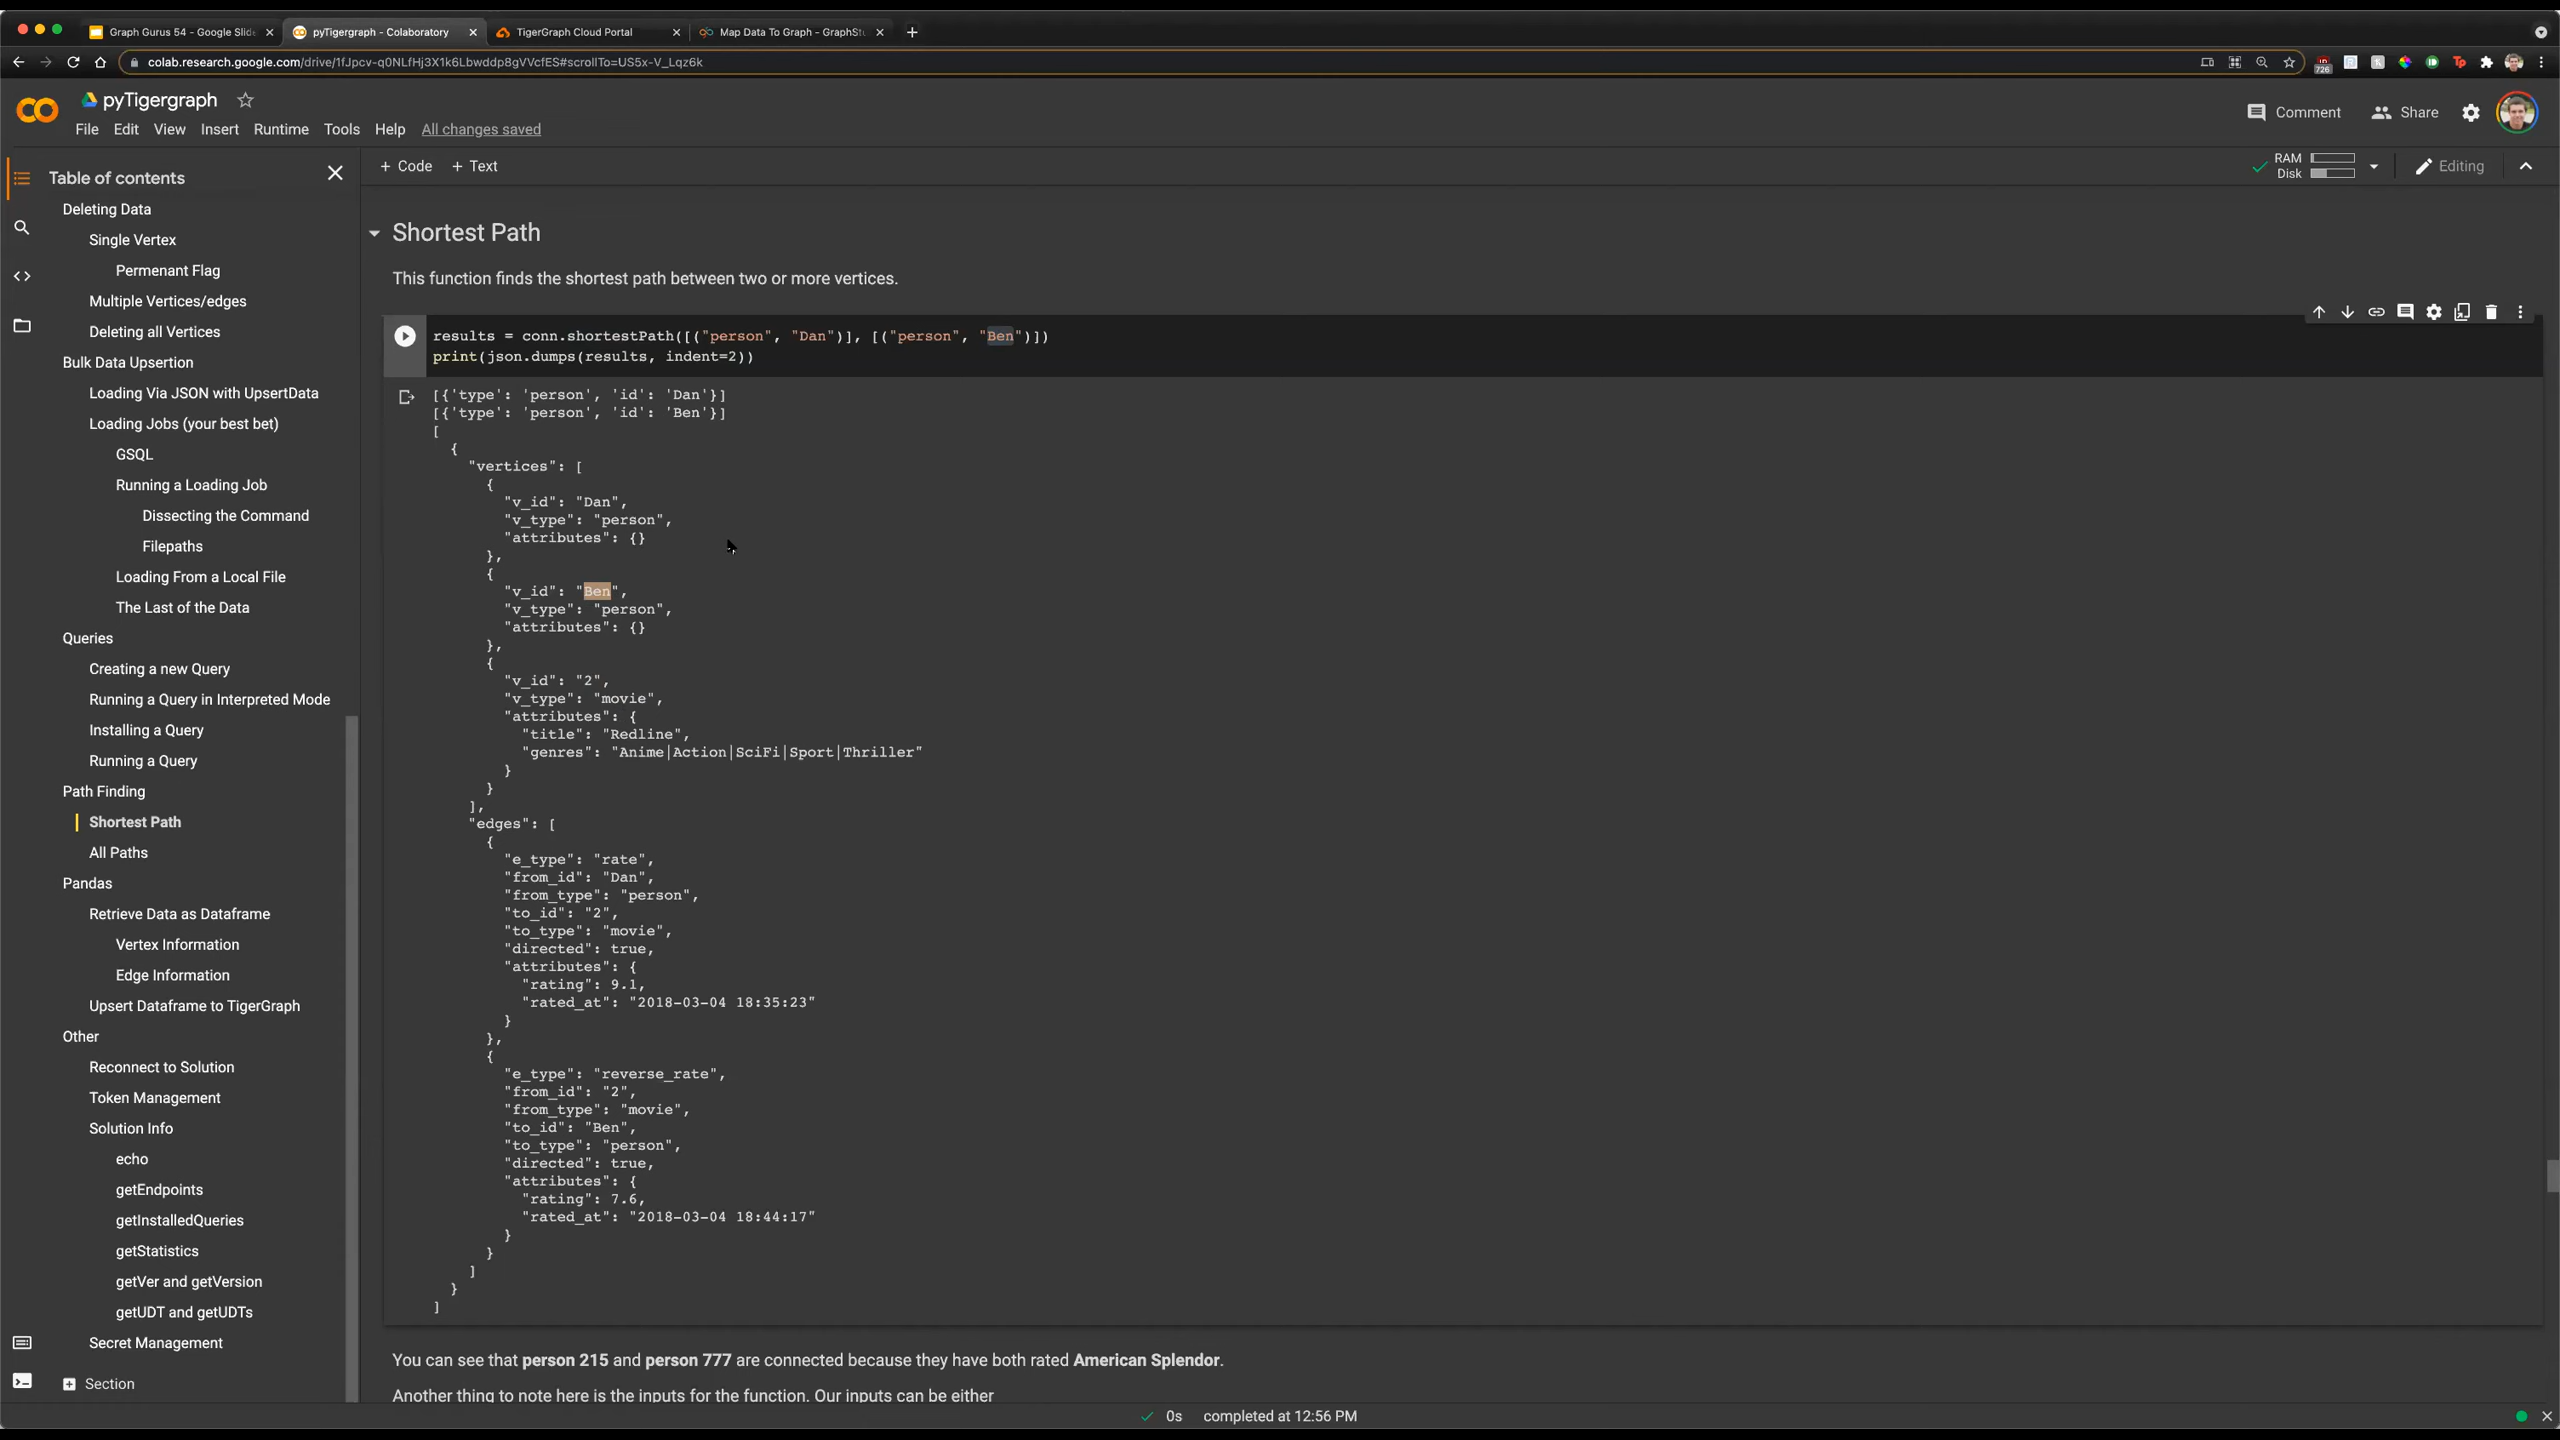 Graph Gurus 54 - Google Slide
pyTigergraph - Colaboratory
TigerGraph Cloud Portal
Map Data To Graph - GraphStu
colab.research.google.com/drive/1fJpcv-q0NLfHj3X1k6Lbwddp8gVVcfES#scrollTo=US5x-V_Lqz6k
726
pyTigergraph
File Edit View Insert Runtime Tools Help All changes saved
Comment
Share
+ Code + Text
RAM
Disk
Editing
Table of contents
Deleting Data
Single Vertex
Permenant Flag
Multiple Vertices/edges
Deleting all Vertices
Bulk Data Upsertion
Loading Via JSON with UpsertData
Loading Jobs (your best bet)
GSQL
Running a Loading Job
Dissecting the Command
Filepaths
Loading From a Local File
The Last of the Data
Queries
Creating a new Query
Running a Query in Interpreted Mode
Installing a Query
Running a Query
Path Finding
Shortest Path
All Paths
Pandas
Retrieve Data as Dataframe
Vertex Information
Edge Information
Upsert Dataframe to TigerGraph
Other
Reconnect to Solution
Token Management
Solution Info
echo
getEndpoints
getInstalledQueries
getStatistics
getVer and getVersion
getUDT and getUDTs
Secret Management
Section
Shortest Path
This function finds the shortest path between two or more vertices.
results = conn.shortestPath([("person", "Dan")], [("person", "Ben")])
print(json.dumps(results, indent=2))
[{'type': 'person', 'id': 'Dan'}]
[{'type': 'person', 'id': 'Ben'}]
[
{
"vertices": [
{
"v_id": "Dan",
"v_type": "person",
"attributes": {}
},
{
"v_id": "Ben",
"v_type": "person",
"attributes": {}
},
{
"v_id": "2",
"v_type": "movie",
"attributes": {
"title": "Redline",
"genres": "Anime|Action|SciFi|Sport|Thriller"
}
}
],
"edges": [
{
"e_type": "rate",
"from_id": "Dan",
"from_type": "person",
"to_id": "2",
"to_type": "movie",
"directed": true,
"attributes": {
"rating": 9.1,
"rated_at": "2018-03-04 18:35:23"
}
},
{
"e_type": "reverse_rate",
"from_id": "2",
"from_type": "movie",
"to_id": "Ben",
"to_type": "person",
"directed": true,
"attributes": {
"rating": 7.6,
"rated_at": "2018-03-04 18:44:17"
}
}
]
}
]
You can see that person 215 and person 777 are connected because they have both rated American Splendor.
Another thing to note here is the inputs for the function. Our inputs can be either
0s completed at 12:56 PM